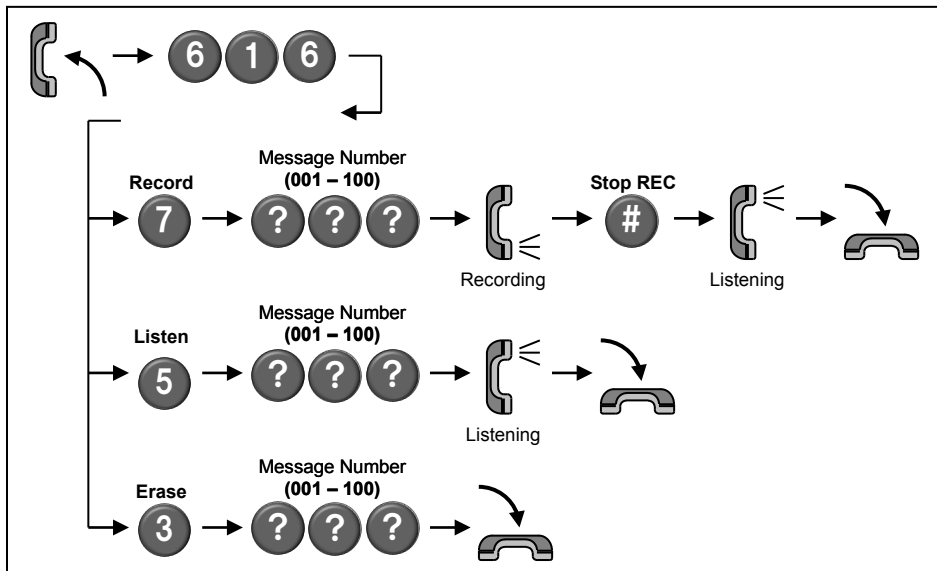 6 1 6
Message Number
(001 – 100)
Record
Stop REC
7 ? ? ? #
Recording
Listening
Message Number
(001 – 100)
Listen
5 ? ? ?
Listening
Message Number
(001 – 100)
Erase
3 ? ? ?